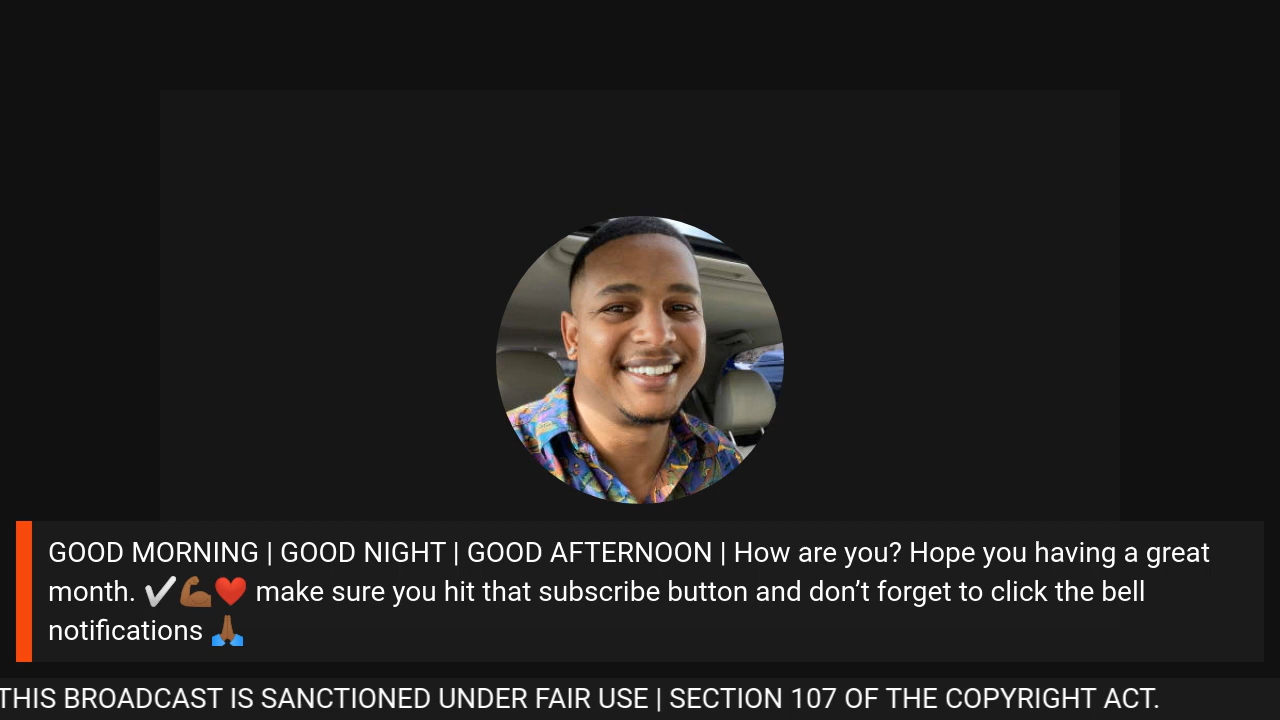 GOOD MORNING | GOOD NIGHT | GOOD AFTERNOON | How are you? Hope you having a great
month. ✔️💪🏾❤️ make sure you hit that subscribe button and don’t forget to click the bell
notifications 🙏🏾
THIS BROADCAST IS SANCTIONED UNDER FAIR USE | SECTION 107 OF THE COPYRIGHT ACT.